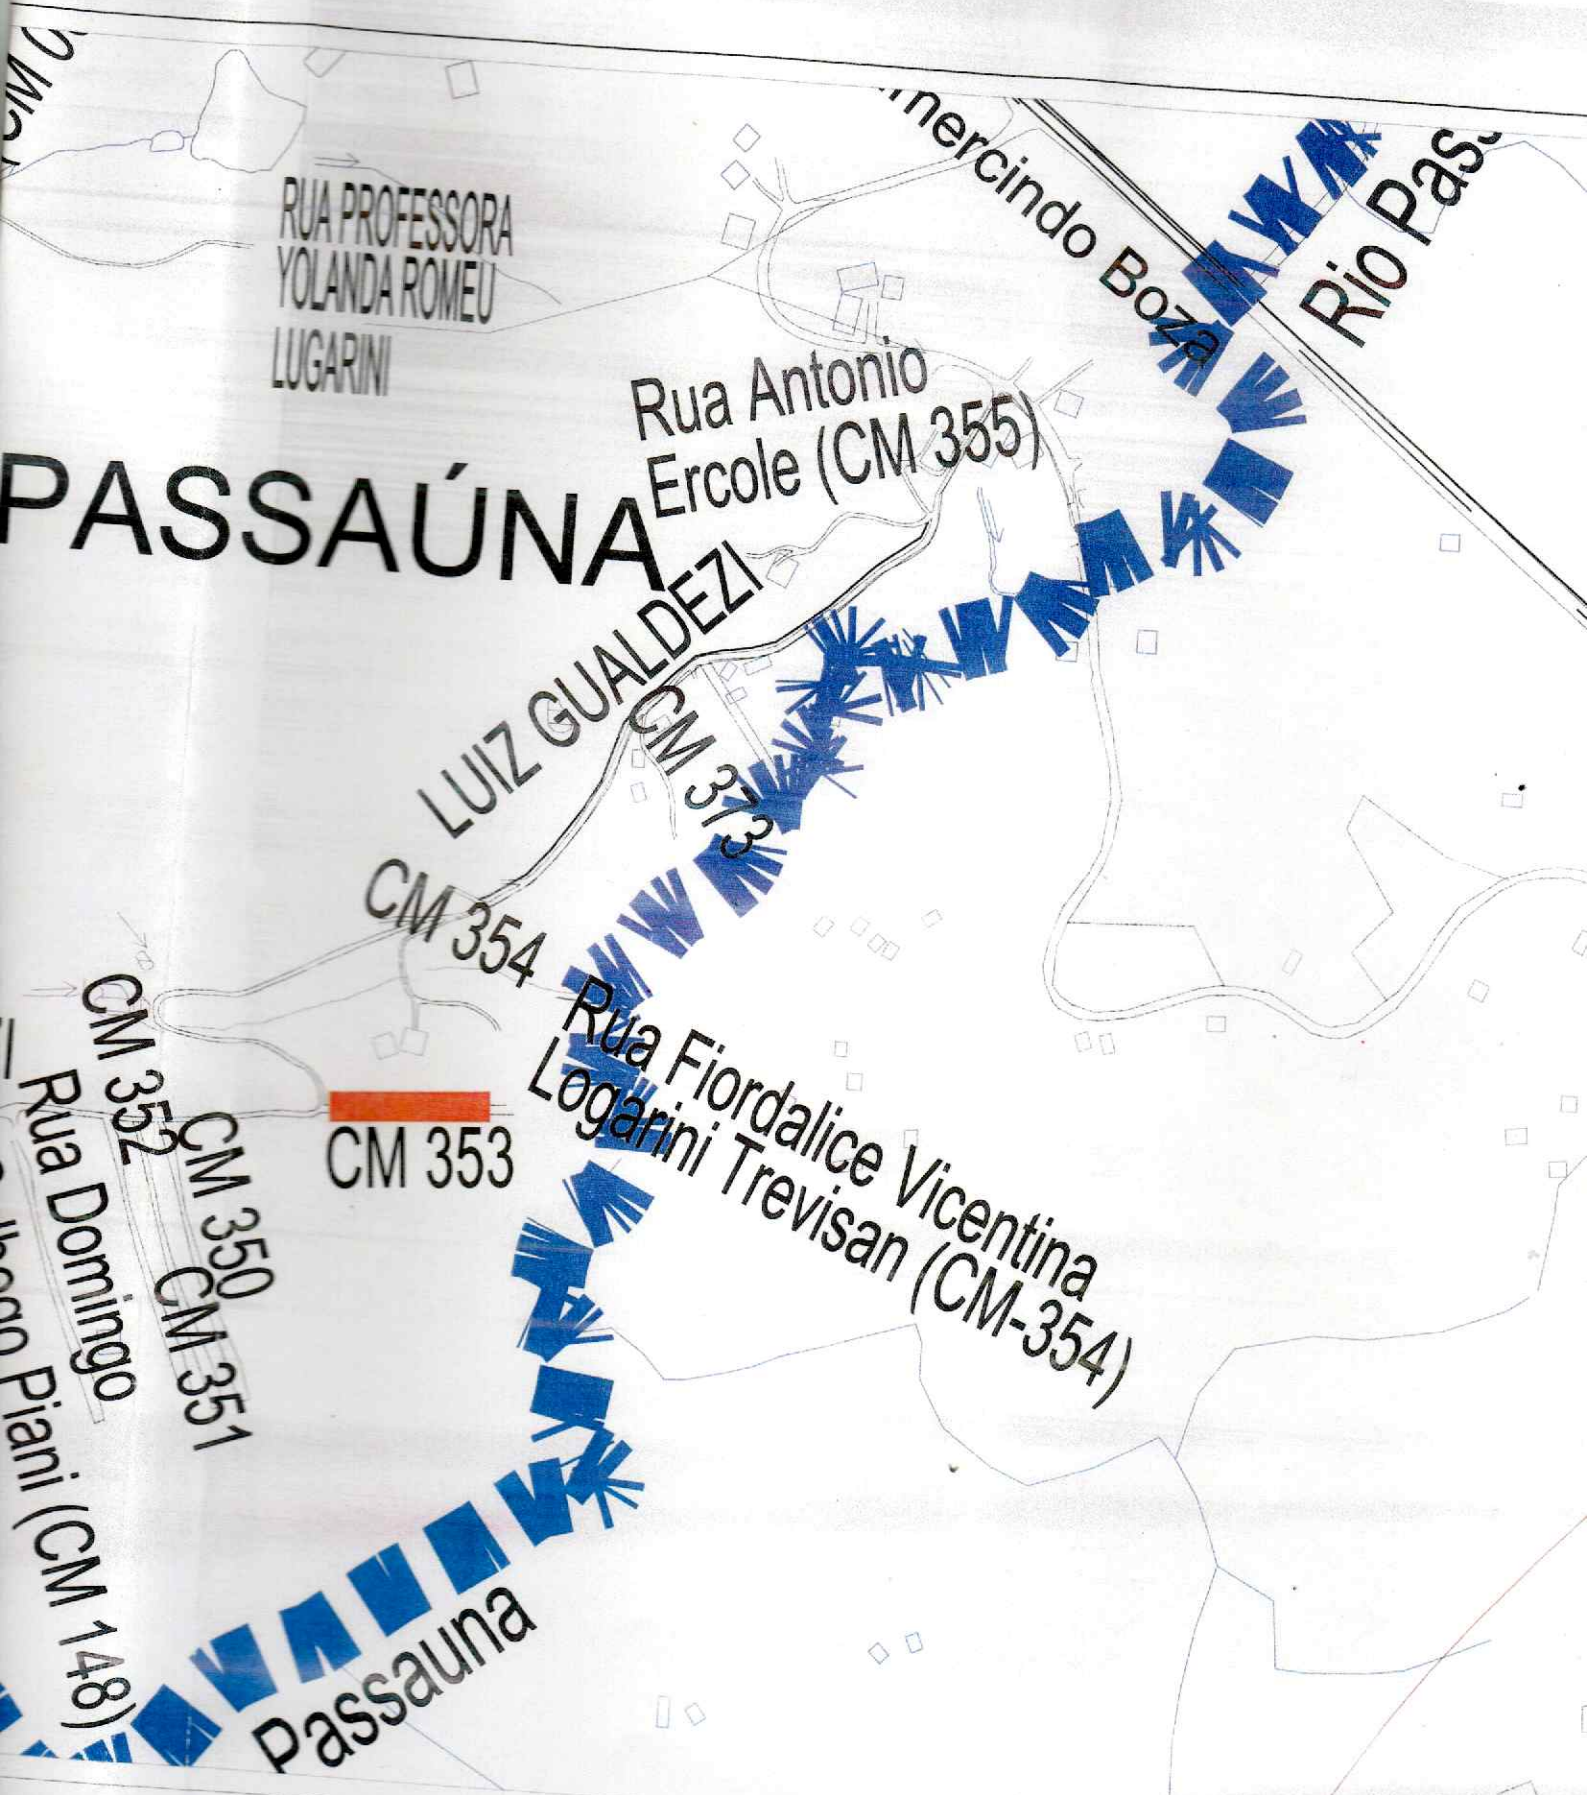 RUA PROFESSORA
YOLANDA ROMEU
LUGARINI
mercindo Boza
Rio
Rua Antonio
Ercole (CM 355)
PASSAÚNA
LUIZ GUALDEZI
CM 373
CM 354
CM 352
CM 353
CM 350
CM 351
Rua Domingo
Piani (CM 148)
Rua Fiordalice Vicentina
Logarini Trevisan (CM-354)
Passauna